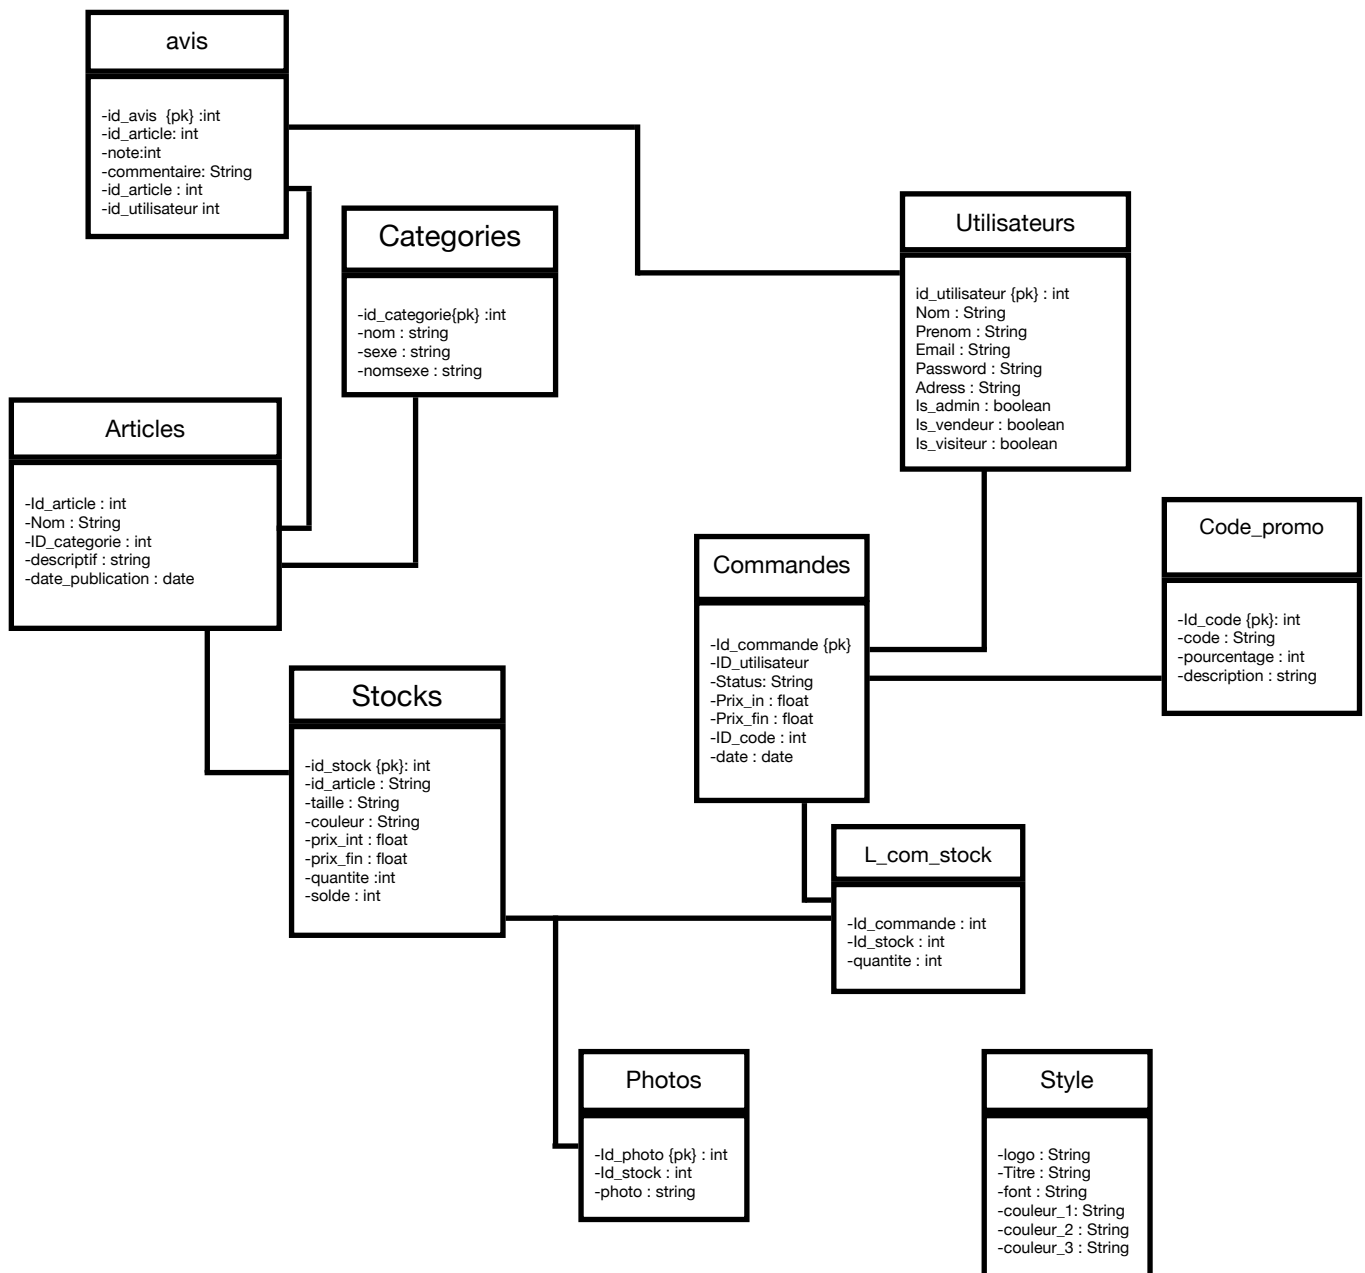 avis
-id_avis  {pk} :int
-id_article: int
-note:int
-commentaire: String
-id_article : int
-id_utilisateur int
Categories
-id_categorie{pk} :int
-nom : string
-sexe : string
-nomsexe : string
Utilisateurs
id_utilisateur {pk} : int
Nom : String
Prenom : String
Email : String
Password : String
Adress : String
Is_admin : boolean
Is_vendeur : boolean
Is_visiteur : boolean
Articles
-Id_article : int
-Nom : String
-ID_categorie : int
-descriptif : string
-date_publication : date
Code_promo
-Id_code {pk}: int
-code : String
-pourcentage : int
-description : string
Commandes
-Id_commande {pk}
-ID_utilisateur
-Status: String
-Prix_in : float
-Prix_fin : float
-ID_code : int
-date : date
Stocks
-id_stock {pk}: int
-id_article : String
-taille : String
-couleur : String
-prix_int : float
-prix_fin : float
-quantite :int
-solde : int
L_com_stock
-Id_commande : int
-Id_stock : int
-quantite : int
Photos
-Id_photo {pk} : int
-Id_stock : int
-photo : string
Style
-logo : String
-Titre : String
-font : String
-couleur_1: String
-couleur_2 : String
-couleur_3 : String